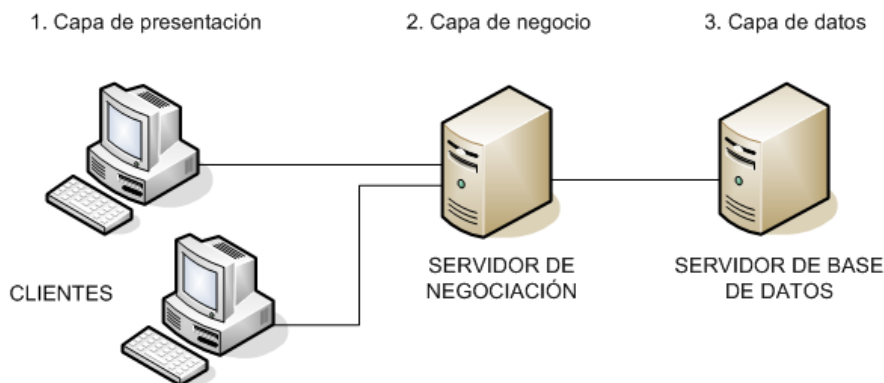 1. Capa de presentación
2. Capa de negocio
3. Capa de datos
CLIENTES
SERVIDOR DE
NEGOCIACIÓN
SERVIDOR DE BASE
DE DATOS